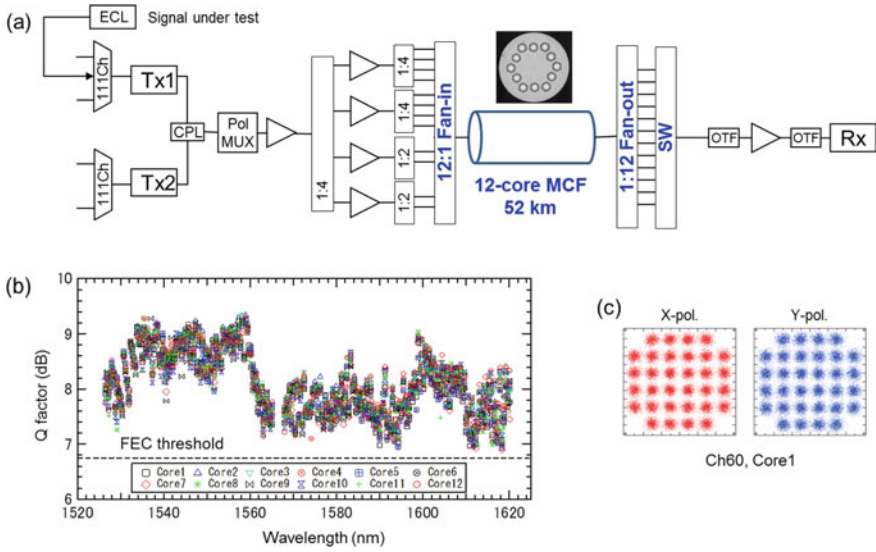 (a)
ECL
Signal under test
111Ch
Tx1
CPL
Pol
MUX
111Ch
Tx2
1:4
1:4
1:4
1:2
1:2
12:1 Fan-in
12-core MCF
52 km
1:12 Fan-out
SW
OTF
OTF
Rx
(b)
Q factor (dB)
10
9
8
7
6
FEC threshold
Core1 Core2 Core3 Core4 Core5 Core6
Core7 Core8 Core9 Core10 Core11 Core12
1520 1540 1560 1580 1600 1620
Wavelength (nm)
(c)
X-pol. Y-pol.
Ch60, Core1